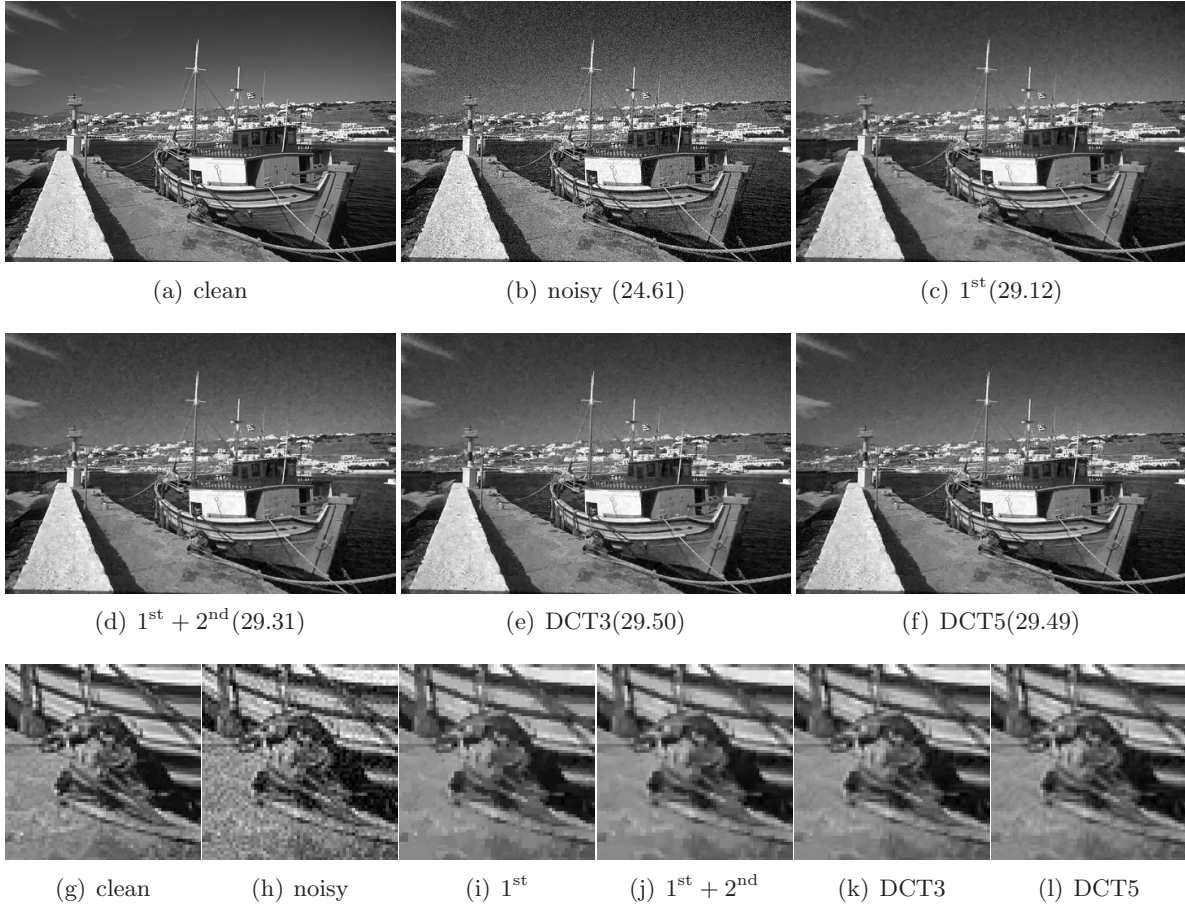 (a) clean (b) noisy (24.61) (c) 1st(29.12)
(d) 1st + 2nd(29.31) (e) DCT3(29.50) (f) DCT5(29.49)
(g) clean (h) noisy (i) 1st (j) 1st + 2nd (k) DCT3 (l) DCT5